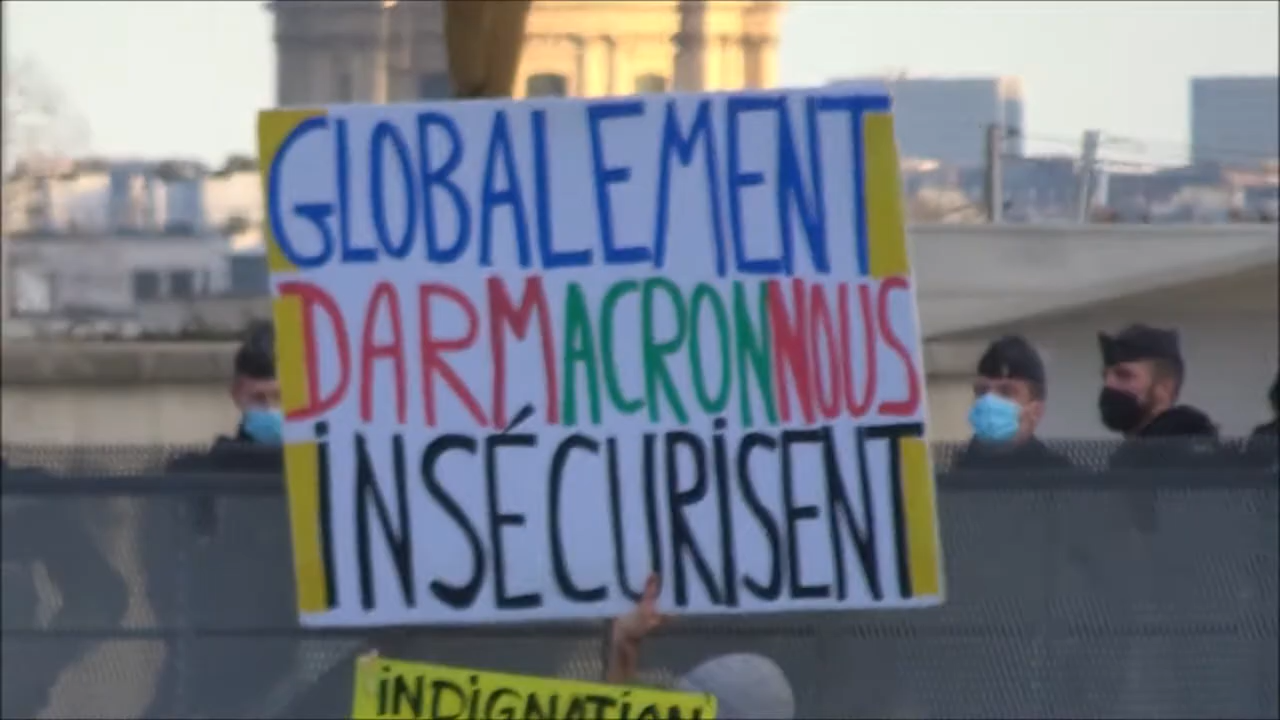 GLOBALEMENT
DARMACRONNOUS
iNSÉCURiSENT
iNDiGNATiON